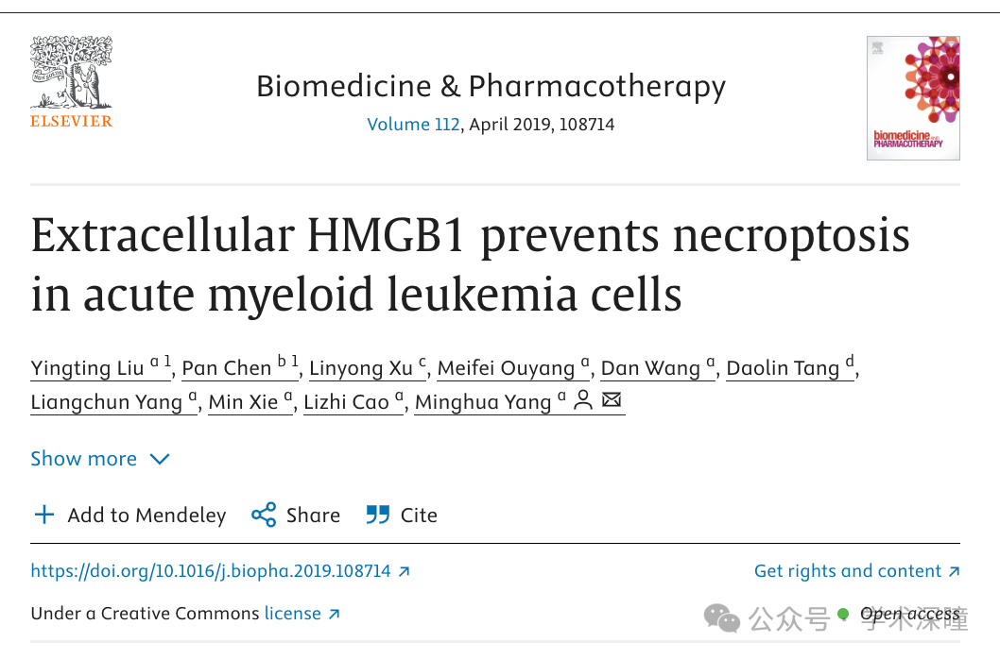 ELSEVIER
Biomedicine & Pharmacotherapy
Volume 112, April 2019, 108714
biomedicine AND
PHARMACOTHERAPY
Extracellular HMGB1 prevents necroptosis
in acute myeloid leukemia cells
Yingting Liu a 1, Pan Chen b 1, Linyong Xu c, Meifei Ouyang a, Dan Wang a, Daolin Tang d,
Liangchun Yang a, Min Xie a, Lizhi Cao a, Minghua Yang a
Show more
Add to Mendeley Share Cite
https://doi.org/10.1016/j.biopha.2019.108714 Get rights and content
Under a Creative Commons license Open access
公众号 · 学术深瞳